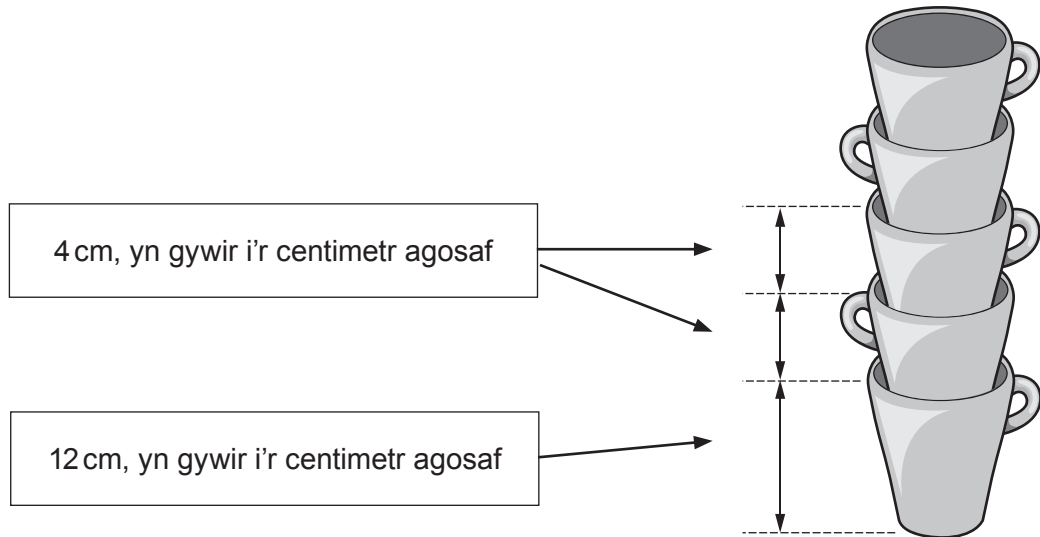 4 cm, yn gywir i'r centimetr agosaf
12 cm, yn gywir i'r centimetr agosaf